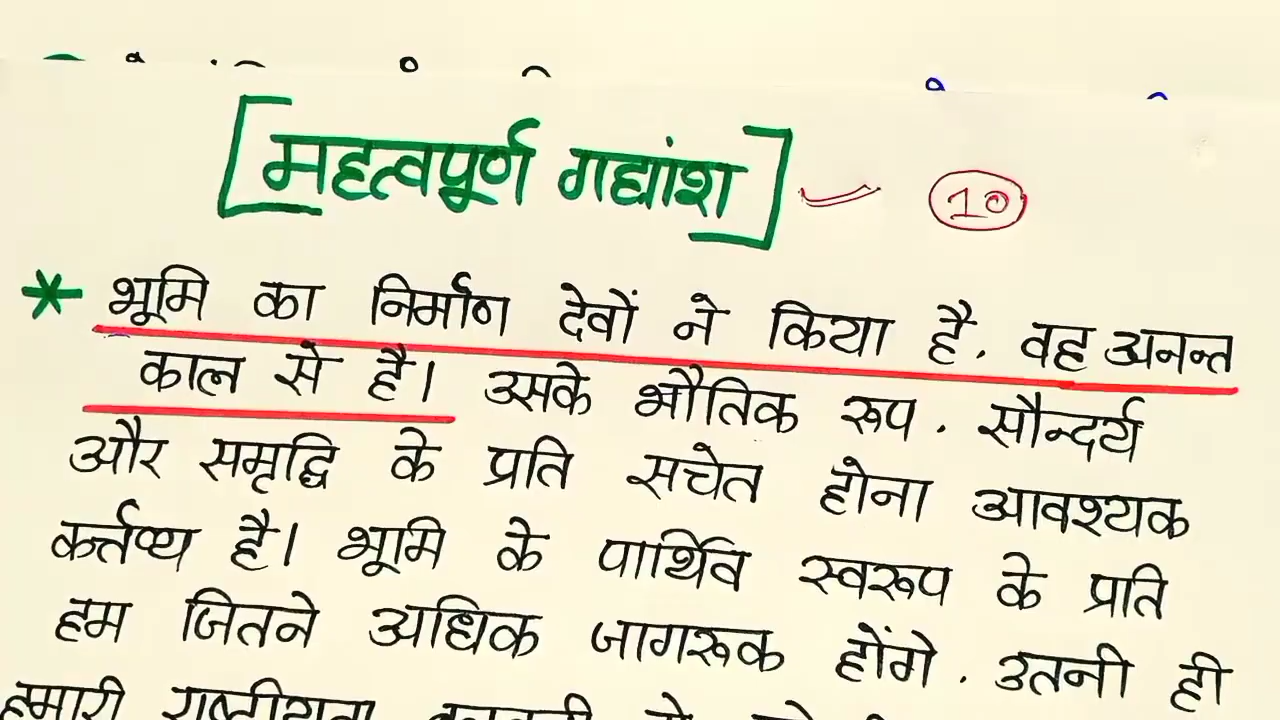 [महत्वपूर्ण गद्यांश] 10
* भूमि का निर्माण देवों ने किया है, वह अनन्त
काल से है। उसके भौतिक रूप, सौन्दर्य
और समृद्धि के प्रति सचेत होना आवश्यक
कर्त्तव्य है। भूमि के पार्थिव स्वरूप के प्रति
हम जितने अधिक जागरूक होंगे, उतनी ही
हमारी